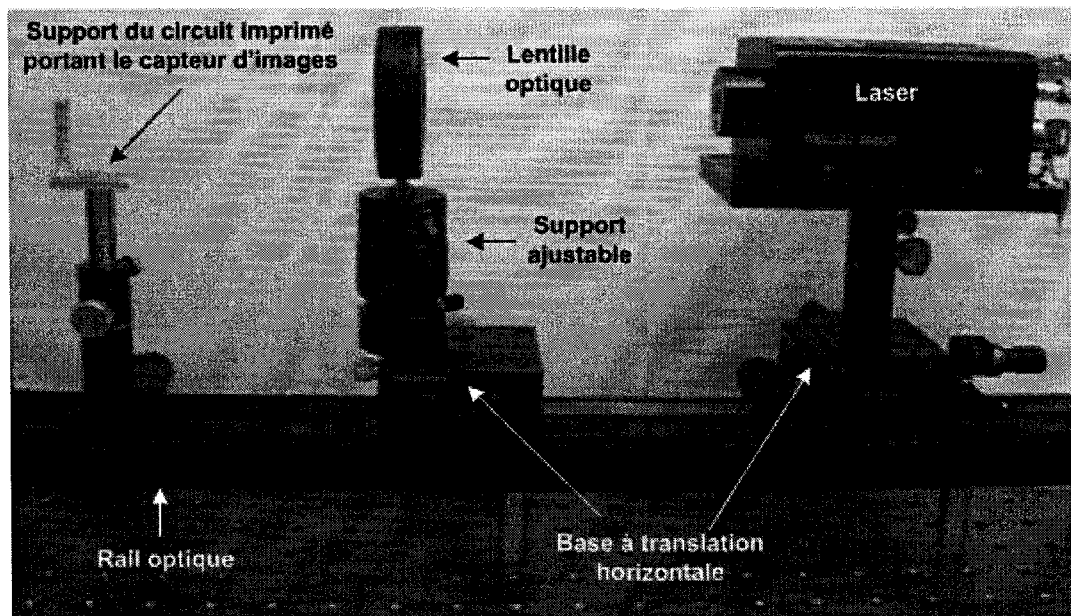 Support du circuit imprimé
portant le capteur d'images
Lentille
optique
Laser
Support
ajustable
Rail optique
Base à translation
horizontale